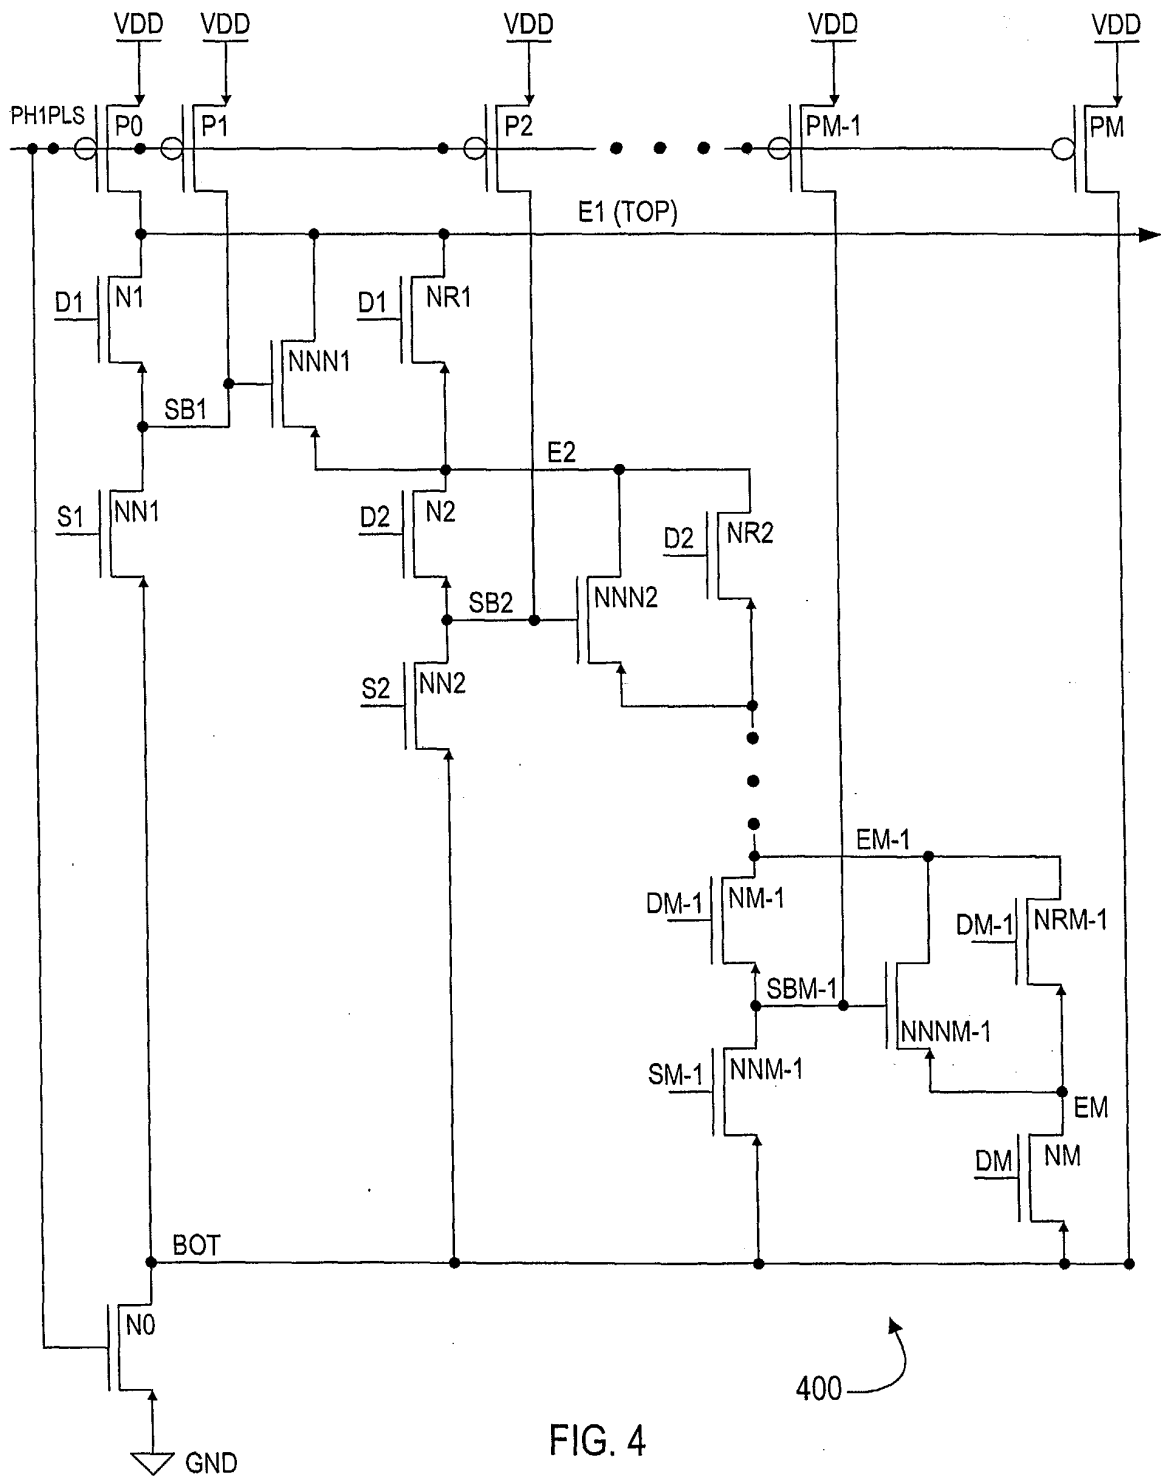 VDD VDD VDD VDD VDD
PH1PLS P0 P1 P2 PM-1 PM
E1 (TOP)
D1 N1 D1 NR1
NNN1
SB1
E2
S1 NN1 D2 N2 D2 NR2
SB2 NNN2
S2 NN2
EM-1
DM-1 NM-1 DM-1 NRM-1
SBM-1
NNNM-1
SM-1 NNM-1
EM
DM NM
BOT
N0
400
FIG. 4
GND